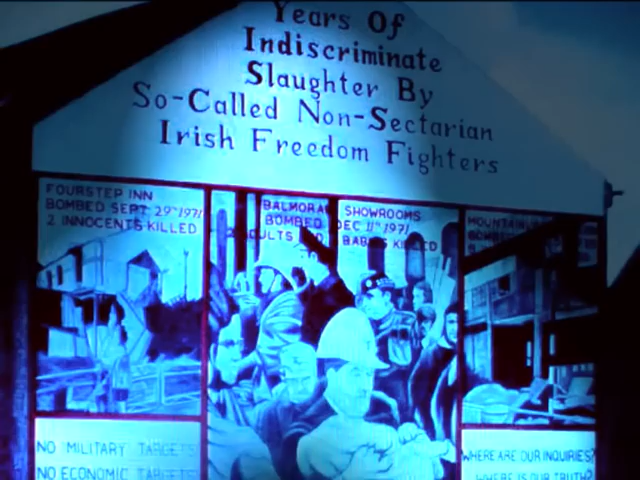 Years Of
Indiscriminate
Slaughter By
So-Called Non-Sectarian
Irish Freedom Fighters
FOURSTEP INN
BOMBED SEPT. 29TH 1971
2 INNOCENTS KILLED
BALMORAL SHOWROOMS
BOMBED DEC 11TH 1971
2 ADULTS BABIES KILLED
NO "MILITARY" TARGETS
NO ECONOMIC TARGETS
WHERE ARE OUR INQUIRIES?
WHERE IS OUR TRUTH?